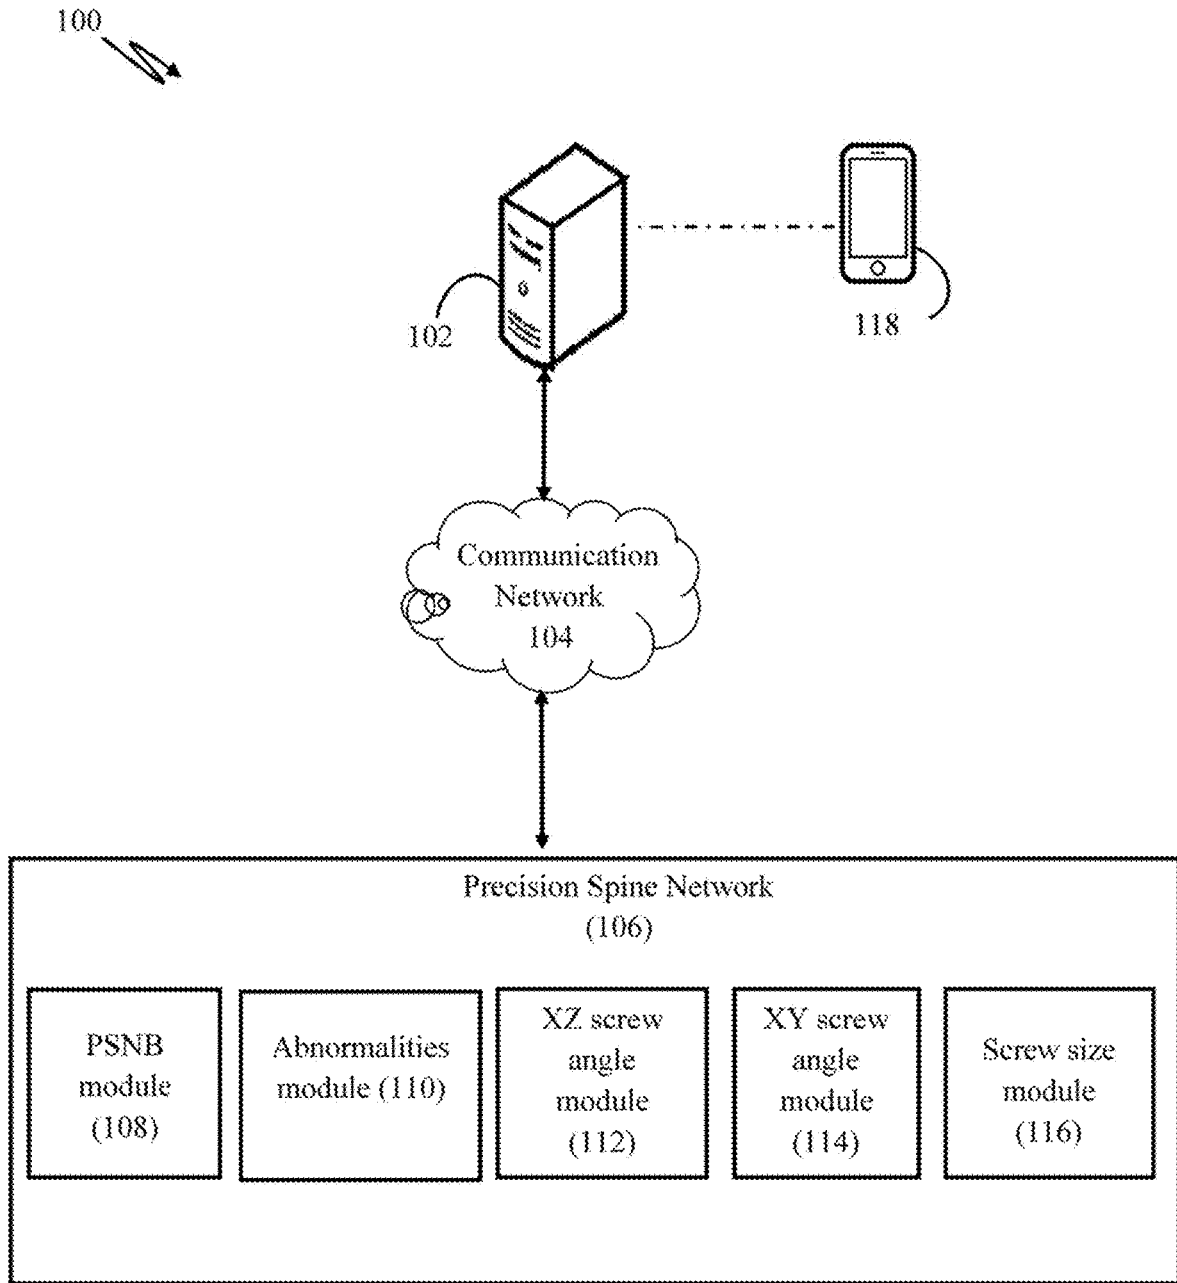 100
102
118
Communication
Network
104
Precision Spine Network
(106)
PSNB
module
(108)
Abnormalities
module (110)
XZ screw
angle
module
(112)
XY screw
angle
module
(114)
Screw size
module
(116)